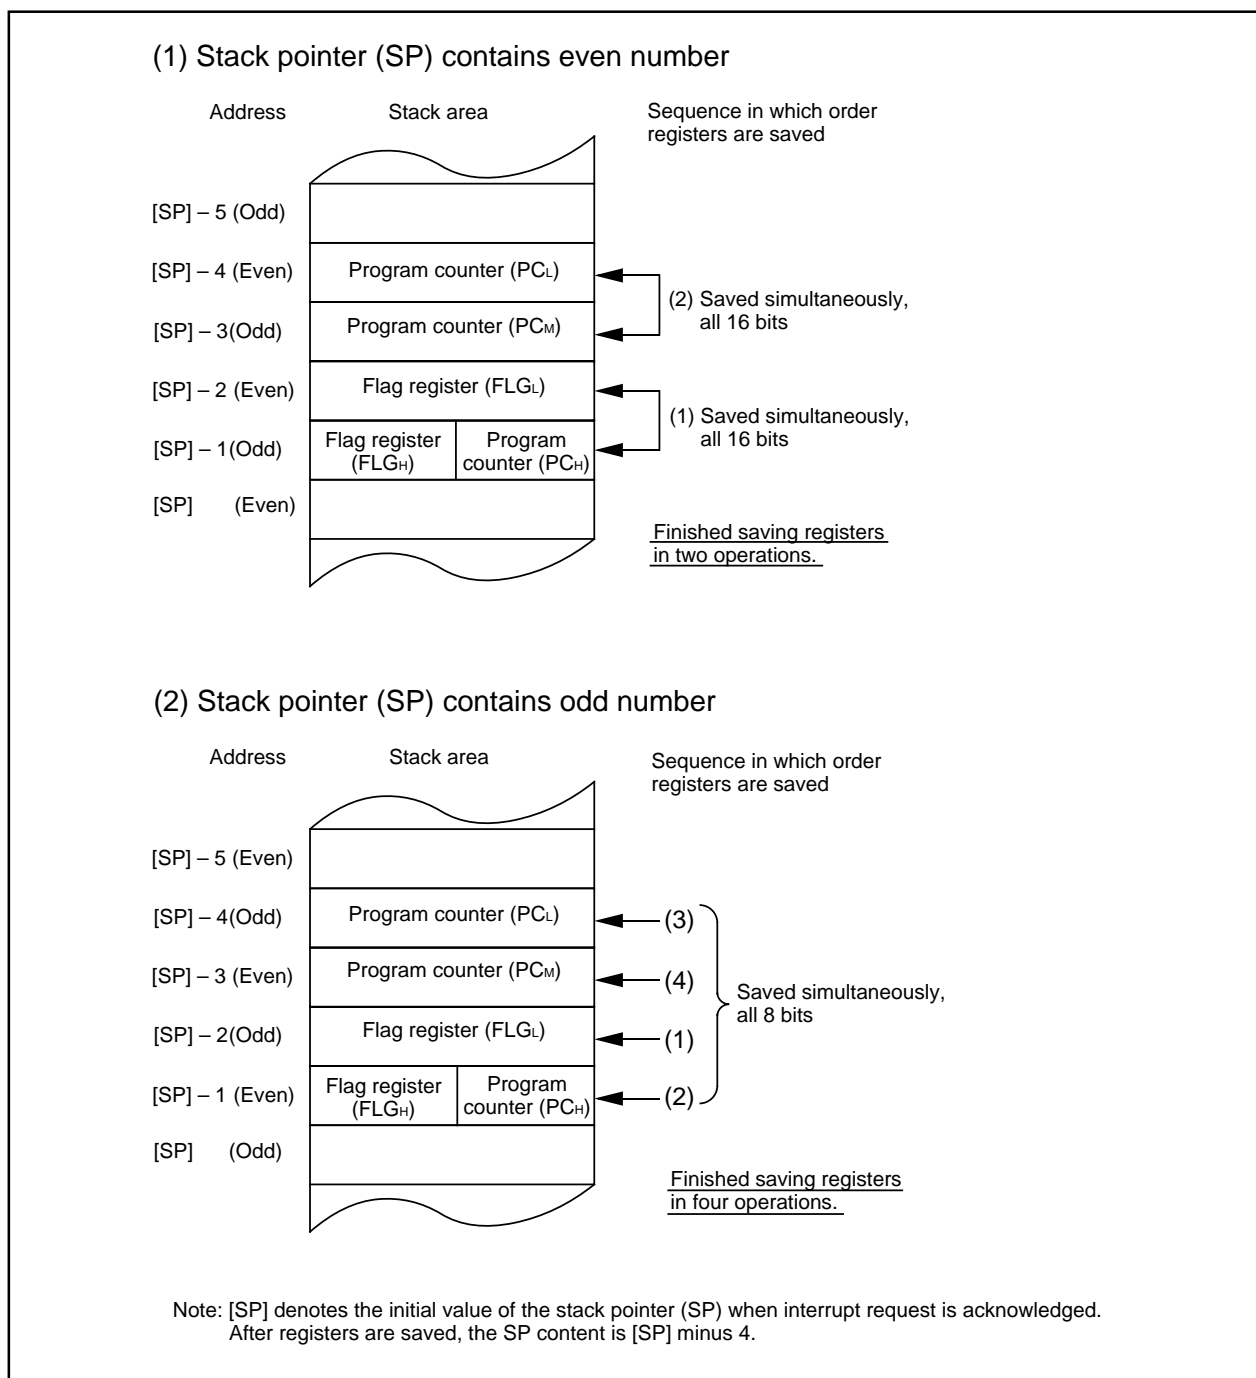 (1) Stack pointer (SP) contains even number
Address
Stack area
Sequence in which order
registers are saved
[SP] – 5 (Odd)
[SP] – 4 (Even)
Program counter (PCL)
[SP] – 3(Odd)
Program counter (PCM)
(2) Saved simultaneously,
all 16 bits
[SP] – 2 (Even)
Flag register (FLGL)
[SP] – 1(Odd)
Flag register
(FLGH)
Program
counter (PCH)
(1) Saved simultaneously,
all 16 bits
[SP] (Even)
Finished saving registers
in two operations.
(2) Stack pointer (SP) contains odd number
Address
Stack area
Sequence in which order
registers are saved
[SP] – 5 (Even)
[SP] – 4(Odd)
Program counter (PCL)
(3)
[SP] – 3 (Even)
Program counter (PCM)
(4)
Saved simultaneously,
all 8 bits
[SP] – 2(Odd)
Flag register (FLGL)
(1)
[SP] – 1 (Even)
Flag register
(FLGH)
Program
counter (PCH)
(2)
[SP] (Odd)
Finished saving registers
in four operations.
Note: [SP] denotes the initial value of the stack pointer (SP) when interrupt request is acknowledged.
After registers are saved, the SP content is [SP] minus 4.